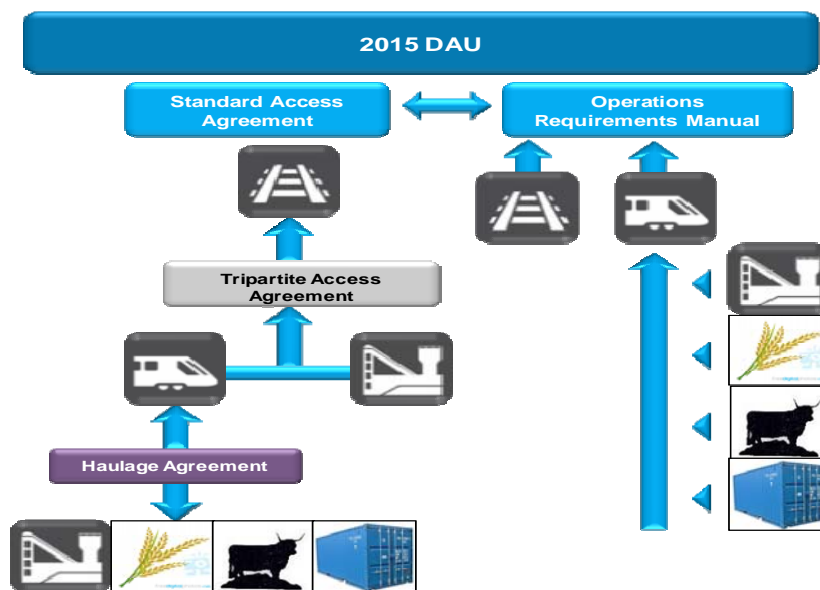 2015 DAU
Standard Access
Agreement
Operations
Requirements Manual
Tripartite Access
Agreement
Haulage Agreement